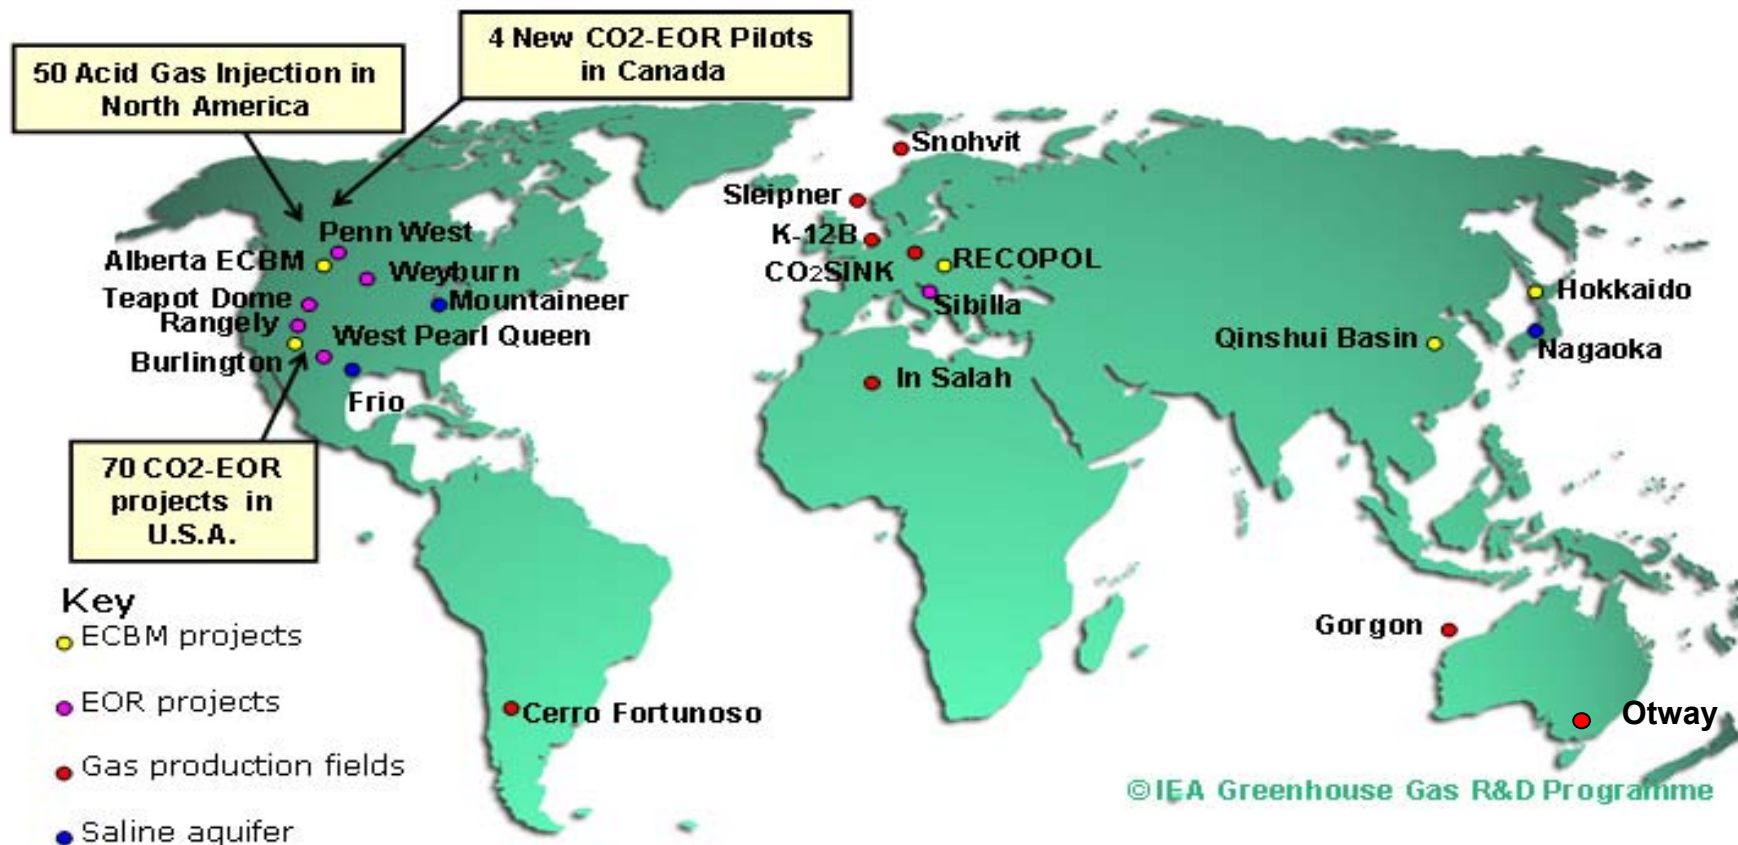 4 New CO2-EOR Pilots
in Canada
50 Acid Gas Injection in
North America
Snohvit
Sleipner
Penn West
K-12B
Alberta ECBM
Weyburn
CO₂SINK
RECOPOL
Teapot Dome
Mountaineer
Sibilla
Hokkaido
Rangely
West Pearl Queen
Qinshui Basin
Nagaoka
Burlington
In Salah
Frio
70 CO2-EOR
projects in
U.S.A.
Key
ECBM projects
EOR projects
Gas production fields
Saline aquifer
Gorgon
Cerro Fortunoso
Otway
©IEA Greenhouse Gas R&D Programme